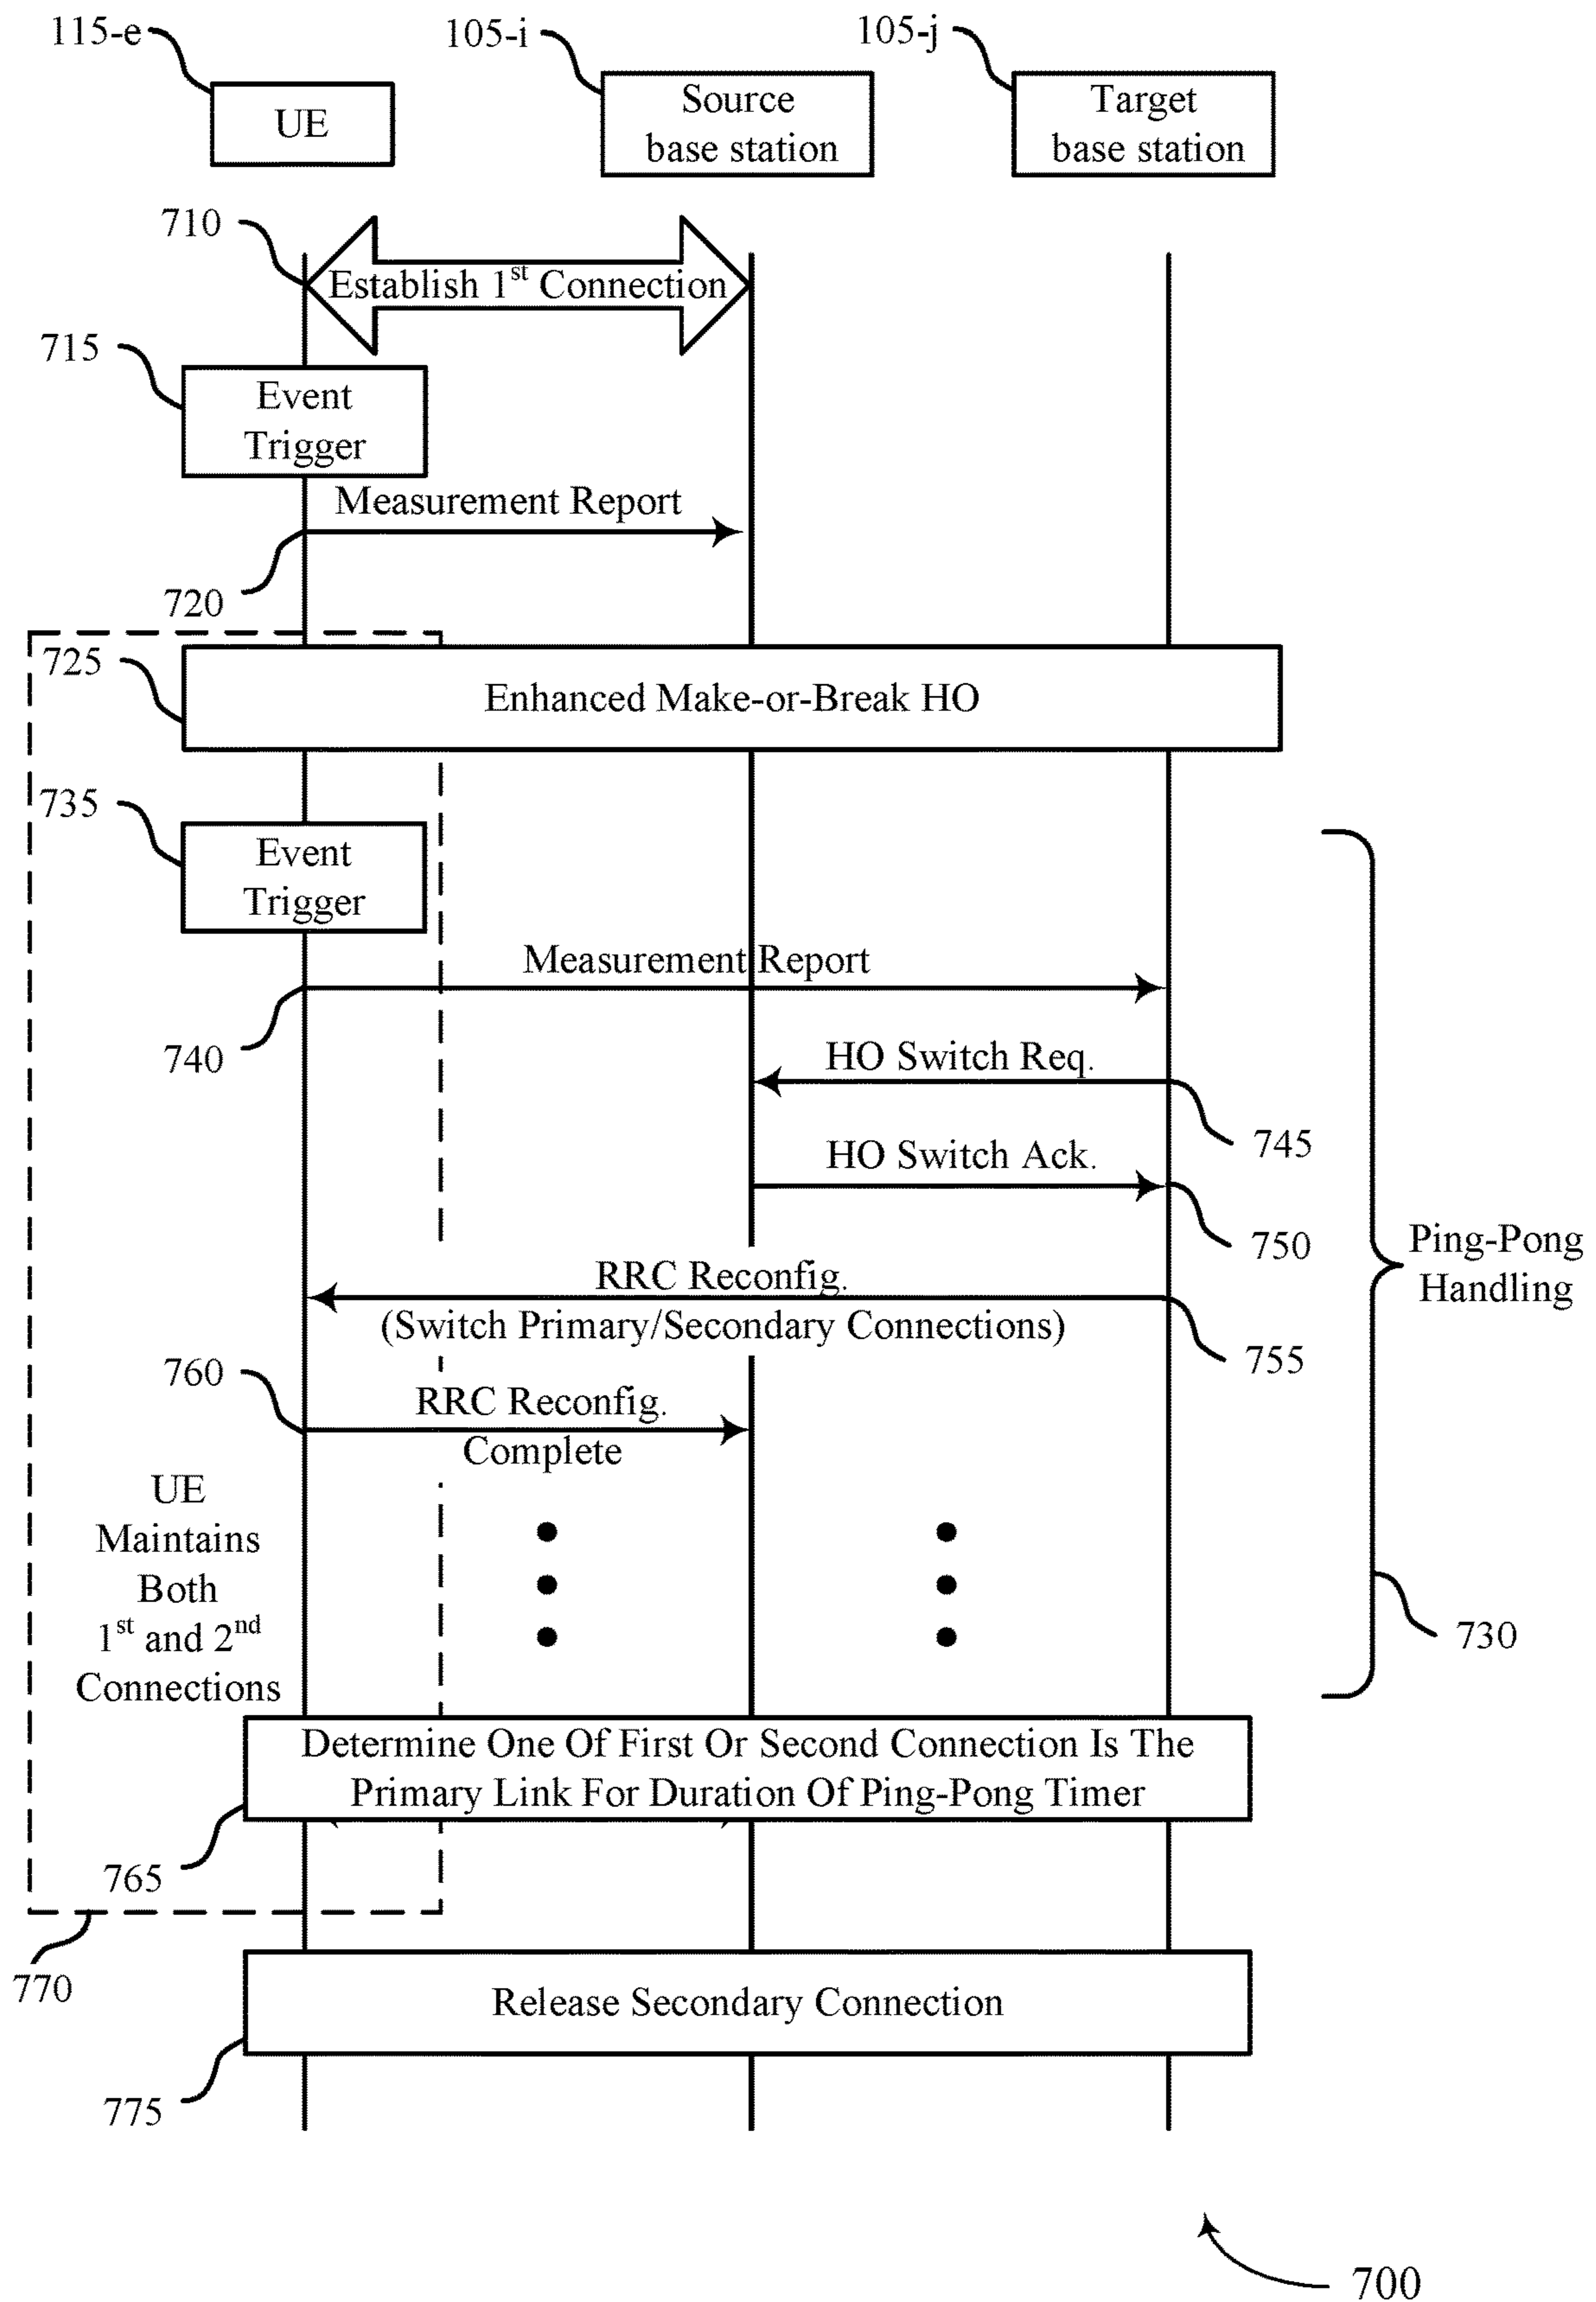 115-e
105-i
105-j
UE
Source
base station
Target
base station
710
Establish 1st Connection
715
Event
Trigger
Measurement Report
720
725
Enhanced Make-or-Break HO
735
Event
Trigger
Measurement Report
740
HO Switch Req.
745
HO Switch Ack.
750
Ping-Pong
Handling
RRC Reconfig.
(Switch Primary/Secondary Connections)
755
760
RRC Reconfig.
Complete
UE
Maintains
Both
1st and 2nd
Connections
730
Determine One Of First Or Second Connection Is The
Primary Link For Duration Of Ping-Pong Timer
765
770
Release Secondary Connection
775
700